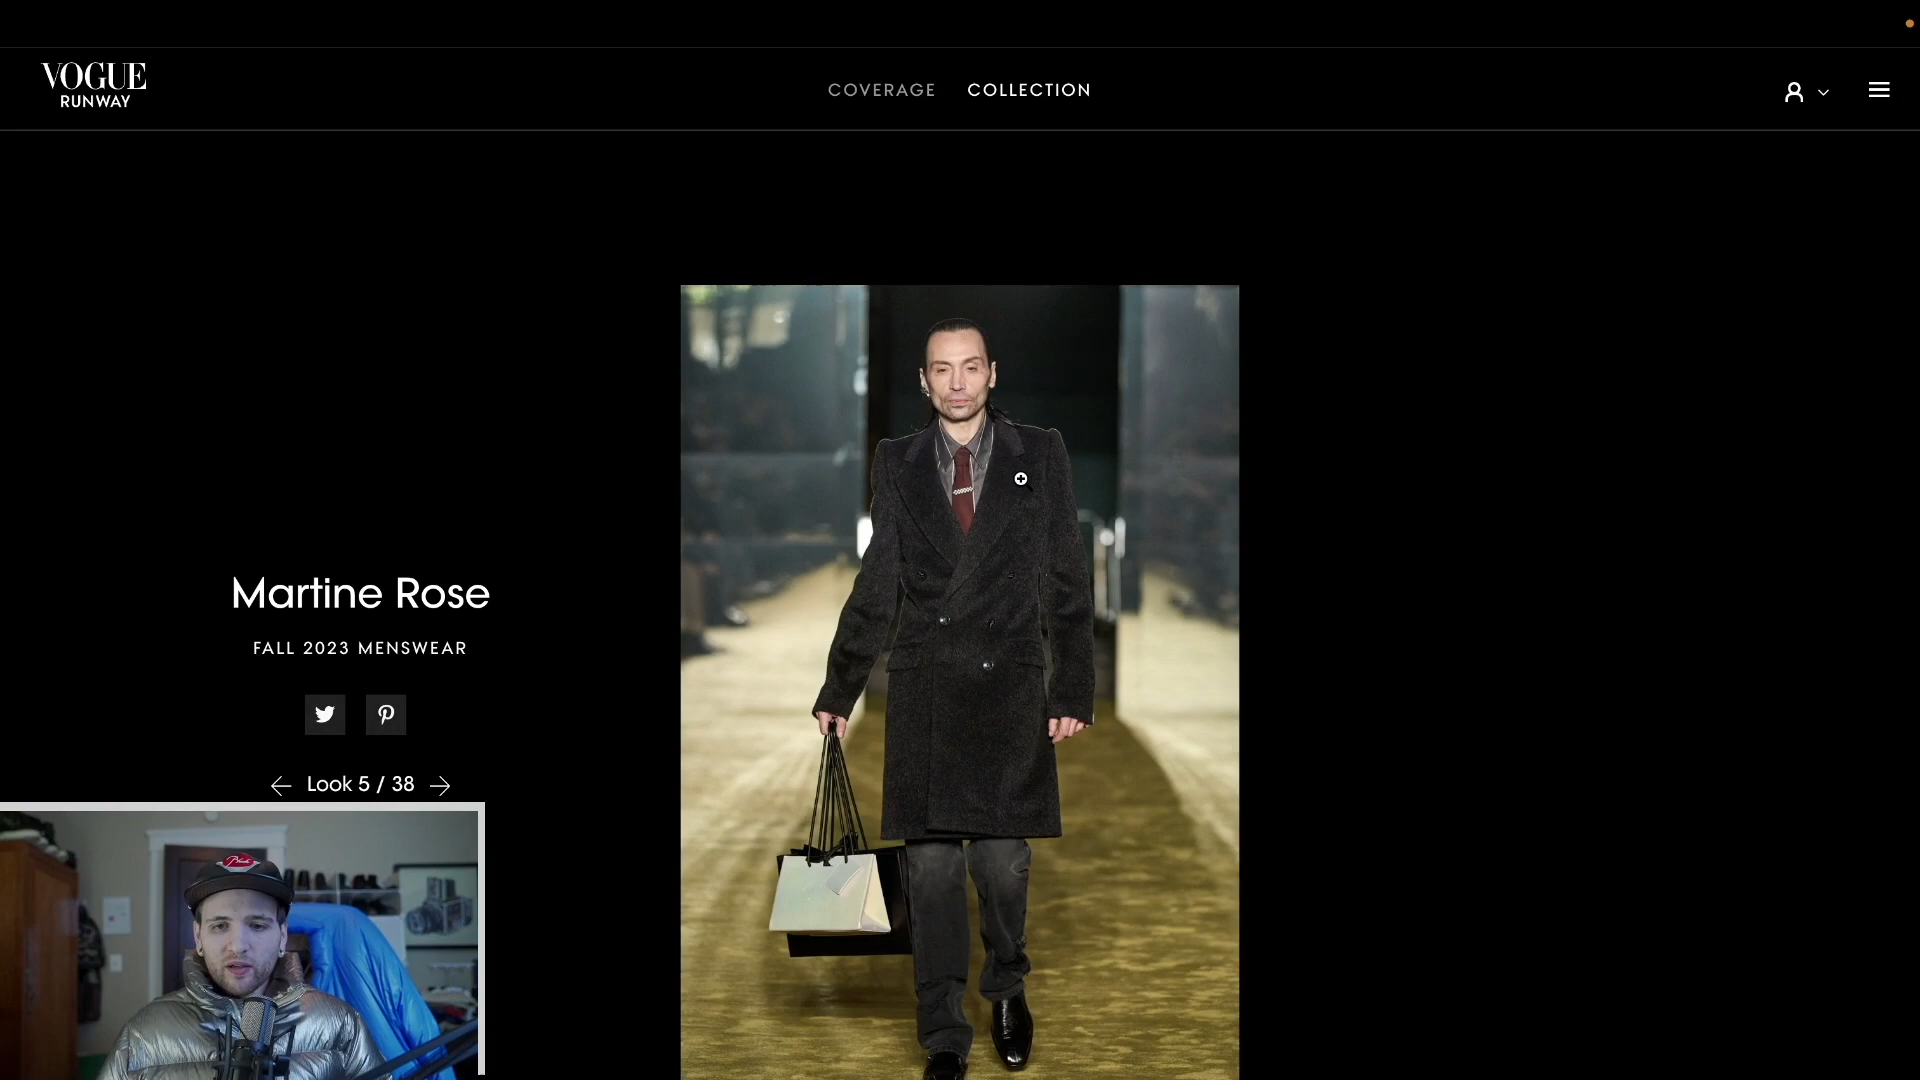 VOGUE
RUNWAY
COVERAGE
COLLECTION
Martine Rose
FALL 2023 MENSWEAR
Look 5 / 38